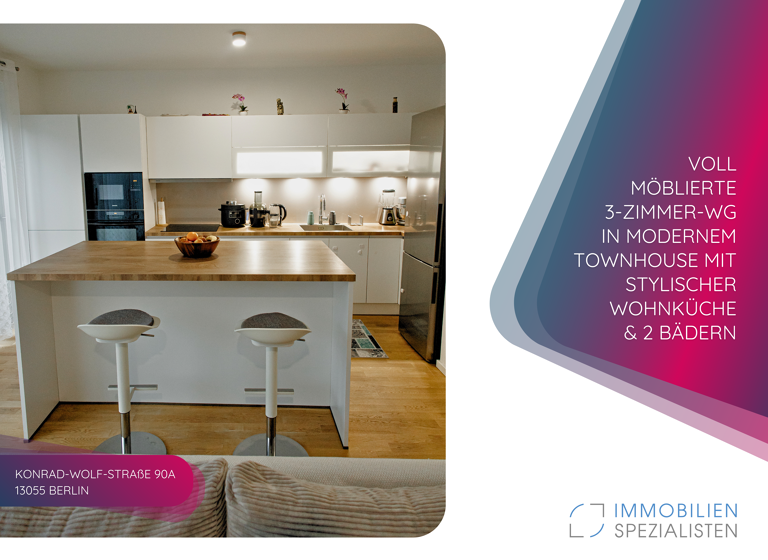 VOLL
MÖBLIERTE
3-ZIMMER-WG
IN MODERNEM
TOWNHOUSE MIT
STYLISCHER
WOHNKÜCHE
& 2 BÄDERN
KONRAD-WOLF-STRAßE 90A
13055 BERLIN
IMMOBILIEN
SPEZIALISTEN